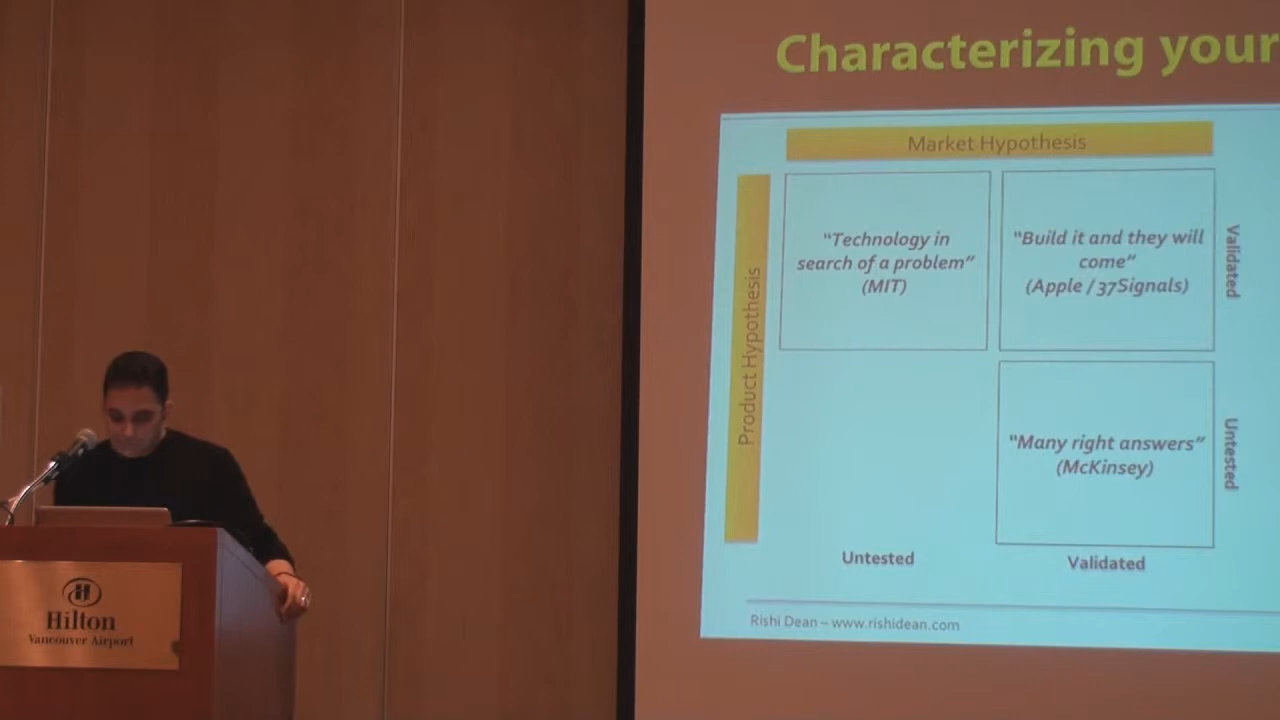 Characterizing your
Market Hypothesis
Product Hypothesis
“Technology in
search of a problem”
(MIT)
“Build it and they will
come”
(Apple / 37Signals)
Validated
“Many right answers”
(McKinsey)
Untested
Untested
Validated
Rishi Dean – www.rishidean.com
H
Hilton
Vancouver Airport